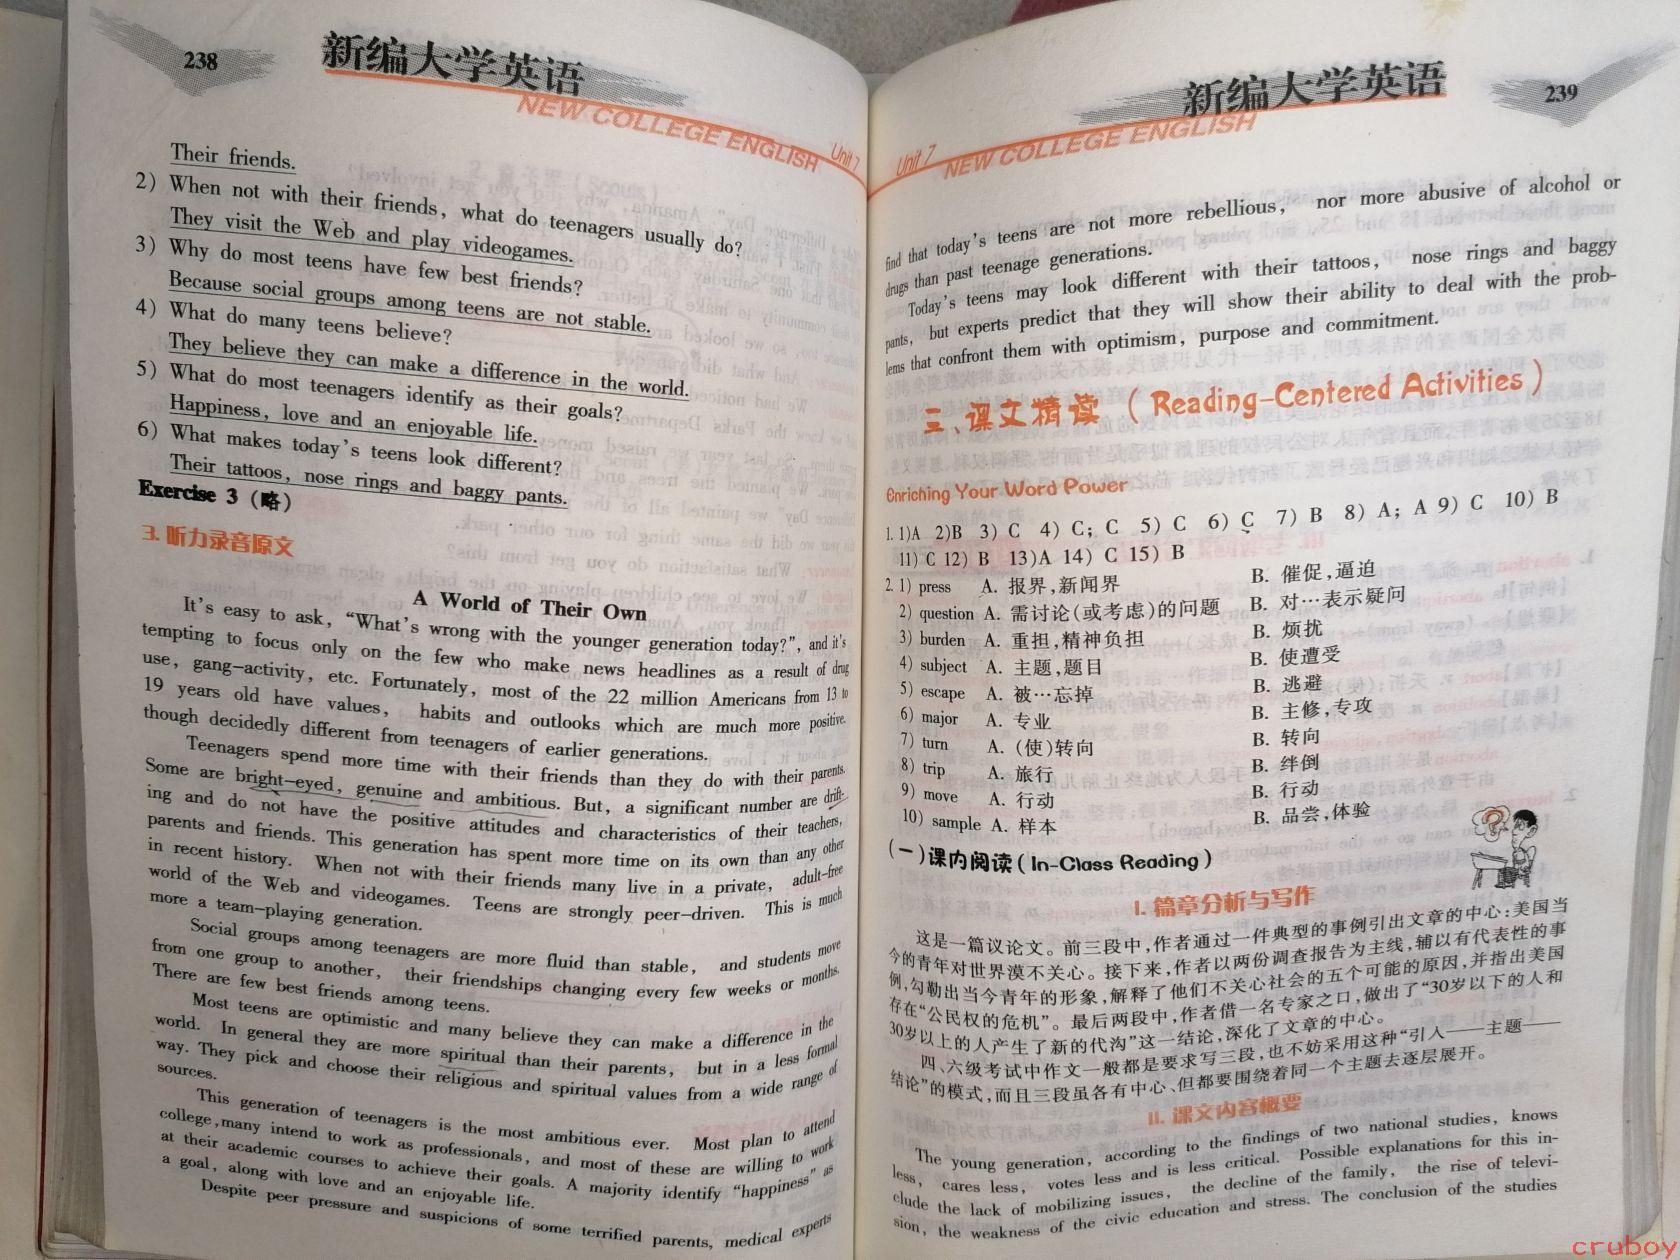 238
新编大学英语
NEW COLLEGE ENGLISH
Unit 7
Their friends.
2) When not with their friends, what do teenagers usually do?
They visit the Web and play videogames.
3) Why do most teens have few best friends?
Because social groups among teens are not stable.
4) What do many teens believe?
They believe they can make a difference in the world.
5) What do most teenagers identify as their goals?
Happiness, love and an enjoyable life.
6) What makes today's teens look different?
Their tattoos, nose rings and baggy pants.
Exercise 3 (略)
3. 听力录音原文
A World of Their Own
It's easy to ask, "What's wrong with the younger generation today?", and it's
tempting to focus only on the few who make news headlines as a result of drug
use, gang-activity, etc. Fortunately, most of the 22 million Americans from 13 to
19 years old have values, habits and outlooks which are much more positive.
though decidedly different from teenagers of earlier generations.
Teenagers spend more time with their friends than they do with their parents.
Some are bright-eyed, genuine and ambitious. But, a significant number are drift-
ing and do not have the positive attitudes and characteristics of their teachers,
parents and friends. This generation has spent more time on its own than any other
in recent history. When not with their friends many live in a private, adult-free
world of the Web and videogames. Teens are strongly peer-driven. This is much
more a team-playing generation.
Social groups among teenagers are more fluid than stable, and students move
from one group to another, their friendships changing every few weeks or months.
There are few best friends among teens.
Most teens are optimistic and many believe they can make a difference in the
world. In general they are more spiritual than their parents, but in a less formal
way. They pick and choose their religious and spiritual values from a wide range of
sources.
This generation of teenagers is the most ambitious ever. Most plan to attend
college, many intend to work as professionals, and most of these are willing to work
at their academic courses to achieve their goals. A majority identify "happiness" as
a goal, along with love and an enjoyable life.
Despite peer pressure and suspicions of some terrified parents, medical experts
新编大学英语
239
Unit 7
NEW COLLEGE ENGLISH
find that today's teens are not more rebellious, nor more abusive of alcohol or
drugs than past teenage generations.
Today's teens may look different with their tattoos, nose rings and baggy
pants, but experts predict that they will show their ability to deal with the prob-
lems that confront them with optimism, purpose and commitment.
三、课文精读 (Reading-Centered Activities)
Enriching Your Word Power
1. 1)A 2)B 3) C 4) C; C 5) C 6) C 7) B 8) A; A 9) C 10) B
11) C 12) B 13)A 14) C 15) B
2. 1) press A. 报界,新闻界 B. 催促,逼迫
2) question A. 需讨论(或考虑)的问题 B. 对…表示疑问
3) burden A. 重担,精神负担 B. 烦扰
4) subject A. 主题,题目 B. 使遭受
5) escape A. 被…忘掉 B. 逃避
6) major A. 专业 B. 主修,专攻
7) turn A. (使)转向 B. 转向
8) trip A. 旅行 B. 绊倒
9) move A. 行动 B. 行动
10) sample A. 样本 B. 品尝,体验
(一)课内阅读(In-Class Reading)
I. 篇章分析与写作
这是一篇议论文。前三段中,作者通过一件典型的事例引出文章的中心:美国当
今的青年对世界漠不关心。接下来,作者以两份调查报告为主线,辅以有代表性的事
例,勾勒出当今青年的形象,解释了他们不关心社会的五个可能的原因,并指出美国
存在“公民权的危机”。最后两段中,作者借一名专家之口,做出了“30岁以下的人和
30岁以上的人产生了新的代沟”这一结论,深化了文章的中心。
四、六级考试中作文一般都是要求写三段,也不妨采用这种“引入——主题——
结论”的模式,而且三段虽各有中心、但都要围绕着同一个主题去逐层展开。
II. 课文内容概要
The young generation, according to the findings of two national studies, knows
less, cares less, votes less and is less critical. Possible explanations for this in-
clude the lack of mobilizing issues, the decline of the family, the rise of televi-
sion, the weakness of the civic education and stress. The conclusion of the studies
cruboy